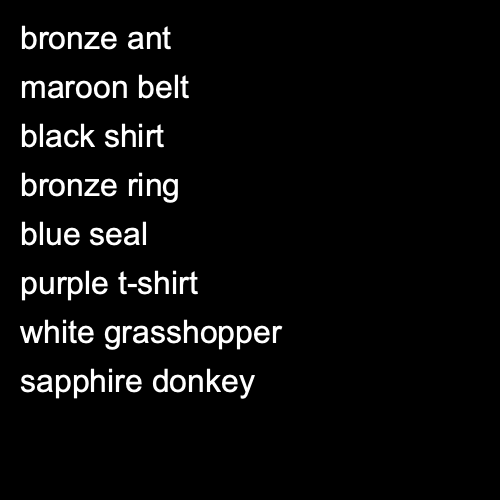 bronze ant
maroon belt
black shirt
bronze ring
blue seal
purple t-shirt
white grasshopper
sapphire donkey